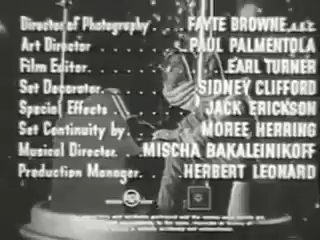 Director of Photography . . FAYTE BROWNE, A.S.C.
Art Director . . . . . . . . PAUL PALMENTOLA
Film Editor. . . . . . . . . EARL TURNER
Set Decorator. . . . . . . . SIDNEY CLIFFORD
Special Effects . . . . . . . JACK ERICKSON
Set Continuity by . . . . . . MOREE HERRING
Musical Director. . . MISCHA BAKALEINIKOFF
Production Manager. . . . HERBERT LEONARD